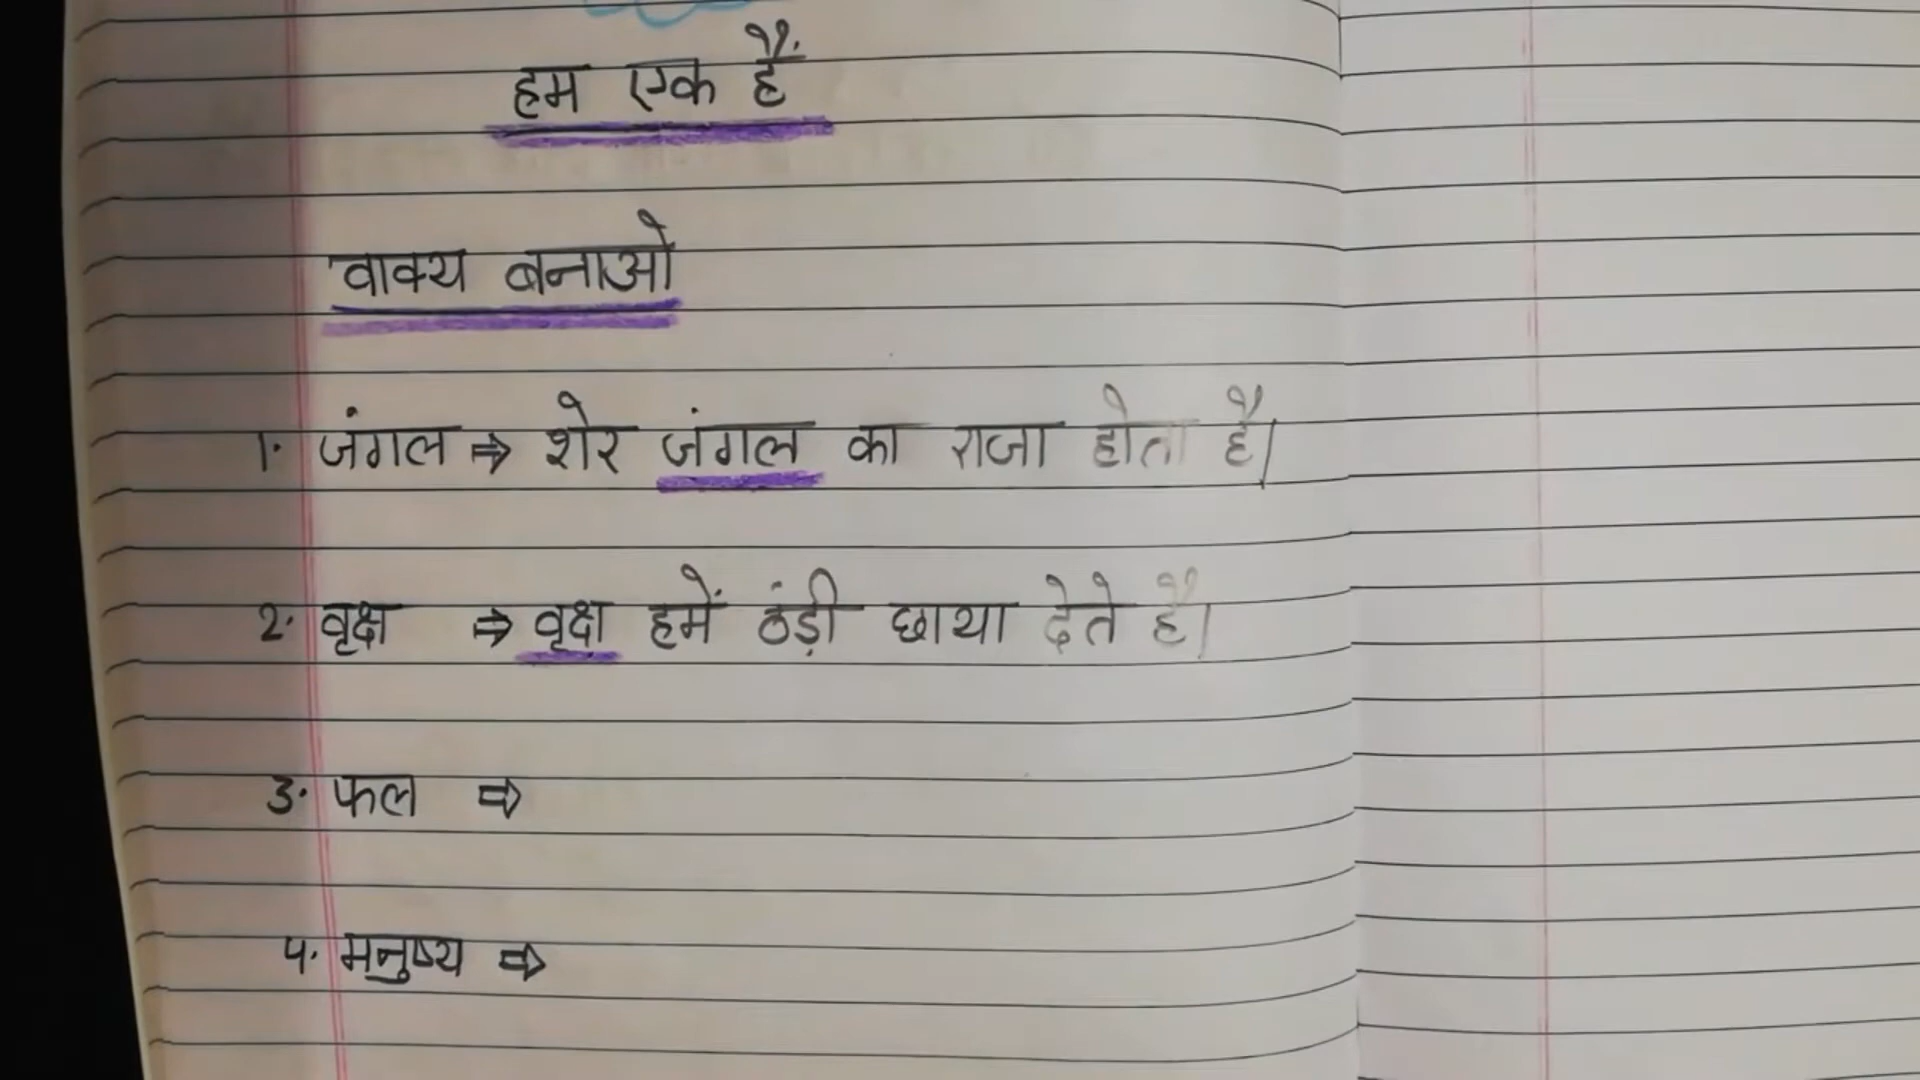 हम एक हैं
वाक्य बनाओ
1. जंगल ⇒ शेर जंगल का राजा होता है।
2. वृक्ष ⇒ वृक्ष हमें ठंड़ी छाया देते है।
3. फल ⇒
4. मनुष्य ⇒